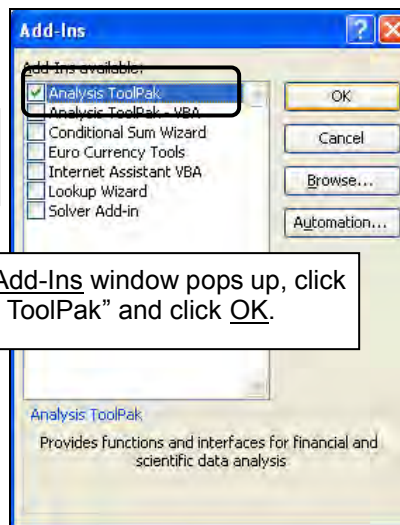 Add-Ins
Add-Ins available:
Analysis ToolPak
Analysis ToolPak - VBA
Conditional Sum Wizard
Euro Currency Tools
Internet Assistant VBA
Lookup Wizard
Solver Add-in
OK
Cancel
Browse...
Automation...
Add-Ins window pops up, click
ToolPak” and click OK.
Analysis ToolPak
Provides functions and interfaces for financial and
scientific data analysis